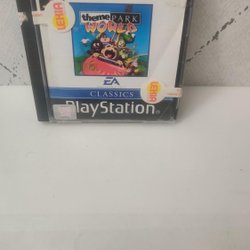 theme PARK
WORLD
EA
CLASSICS
PlayStation